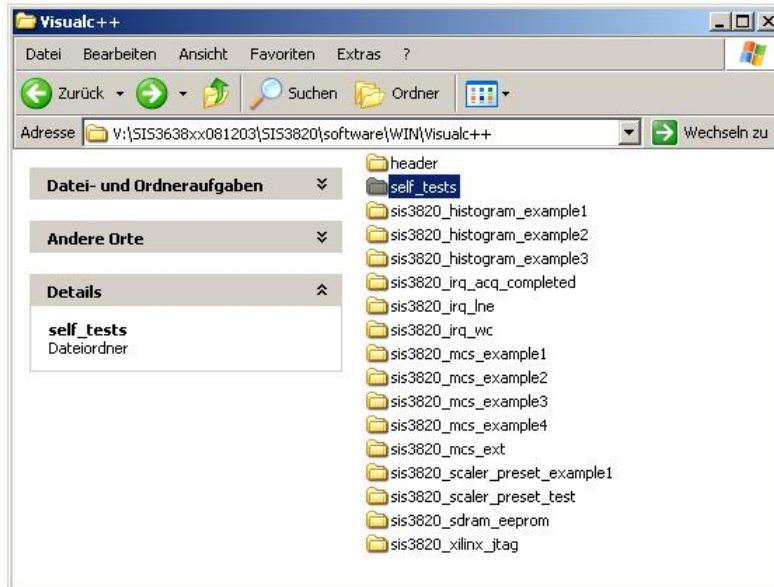 Visualc++
Datei Bearbeiten Ansicht Favoriten Extras ?
Zurück Suchen Ordner
Adresse V:\SIS3638xx081203\SIS3820\software\WIN\Visualc++ Wechseln zu
Datei- und Ordneraufgaben
Andere Orte
Details
self_tests
Dateiordner
header
self_tests
sis3820_histogram_example1
sis3820_histogram_example2
sis3820_histogram_example3
sis3820_irq_acq_completed
sis3820_irq_lne
sis3820_irq_wc
sis3820_mcs_example1
sis3820_mcs_example2
sis3820_mcs_example3
sis3820_mcs_example4
sis3820_mcs_ext
sis3820_scaler_preset_example1
sis3820_scaler_preset_test
sis3820_sdram_eeprom
sis3820_xilinx_jtag